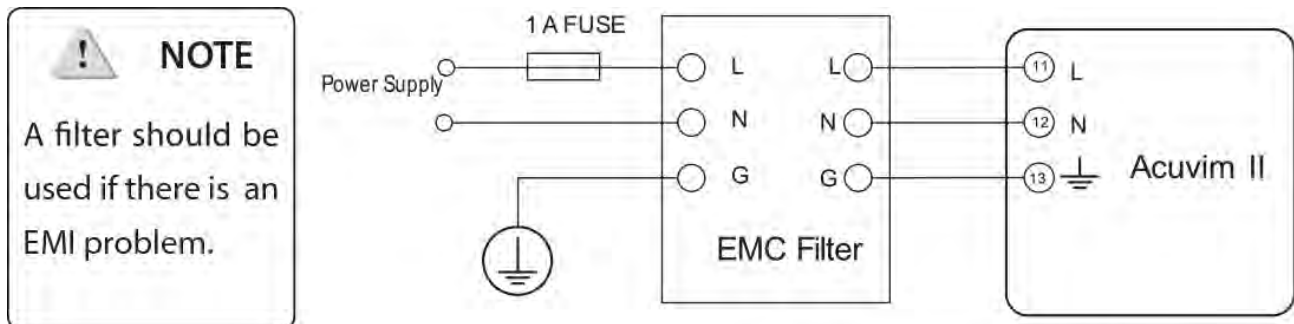 ! NOTE
A filter should be
used if there is an
EMI problem.
1 A FUSE
Power Supply
L L 11 L
N N 12 N
G G 13
EMC Filter
Acuvim II